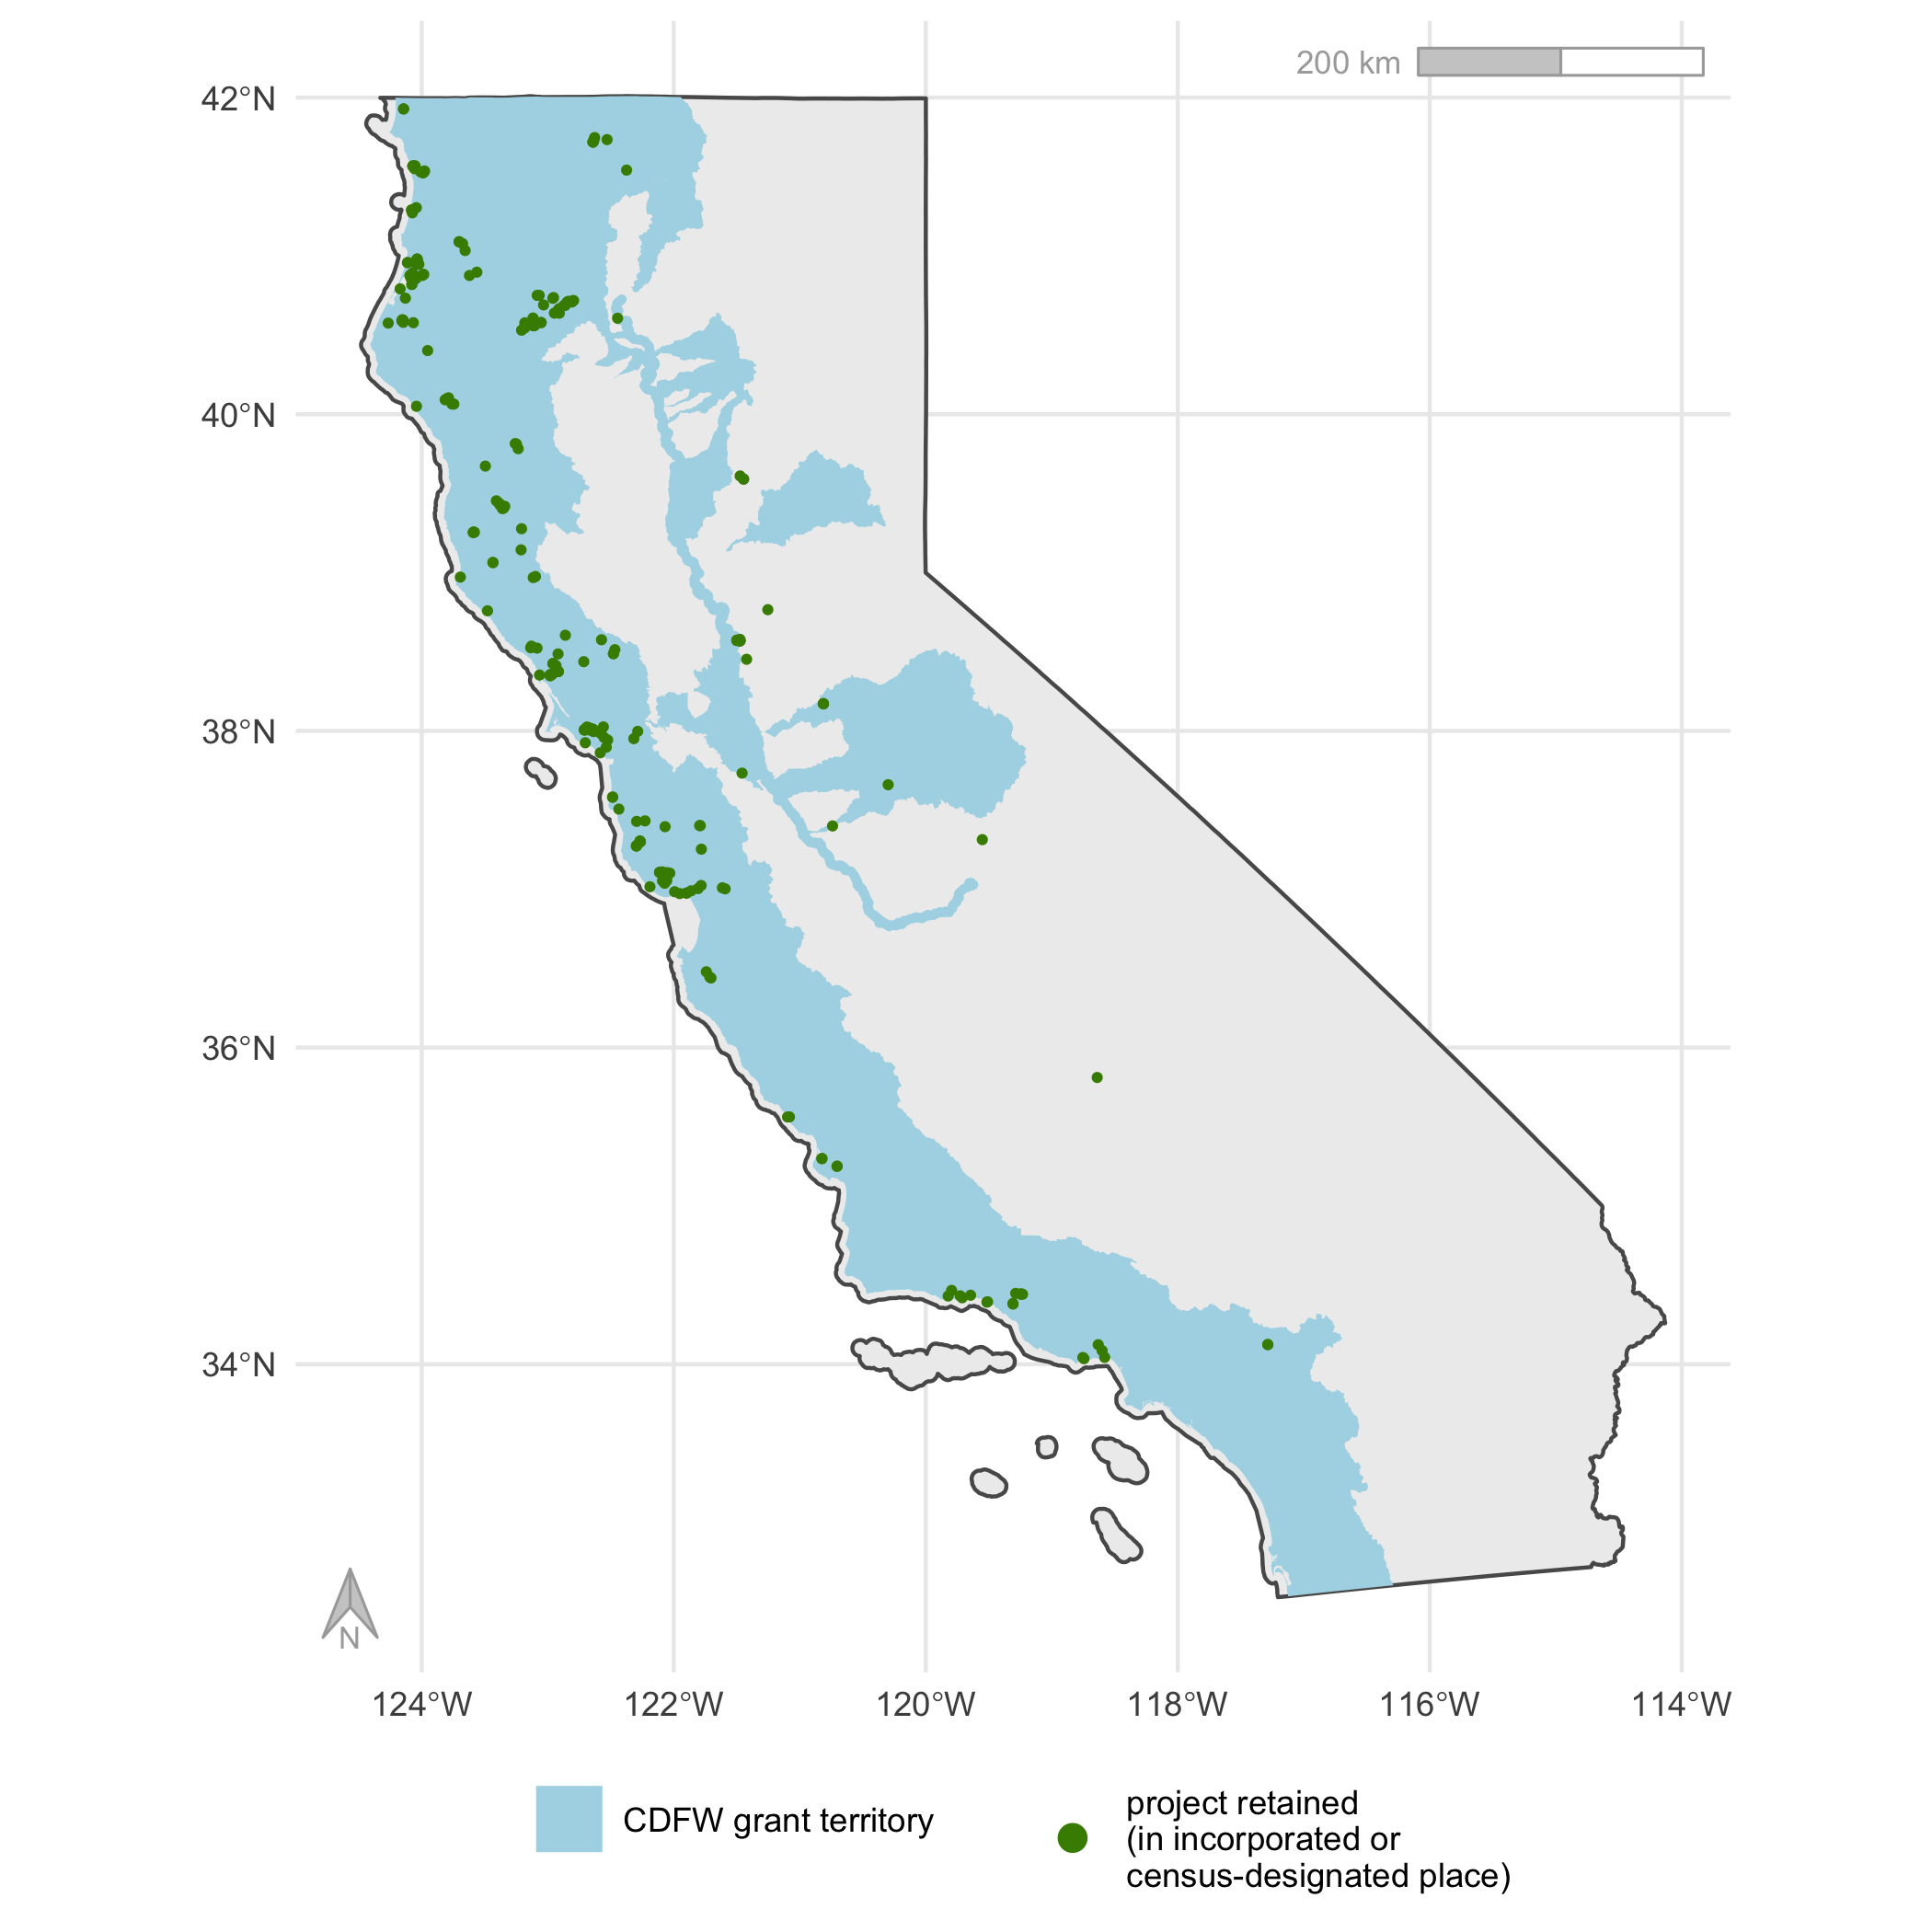 200 km
42°N
40°N
38°N
36°N
34°N
N
124°W
122°W
120°W
118°W
116°W
114°W
CDFW grant territory
project retained
(in incorporated or
census-designated place)